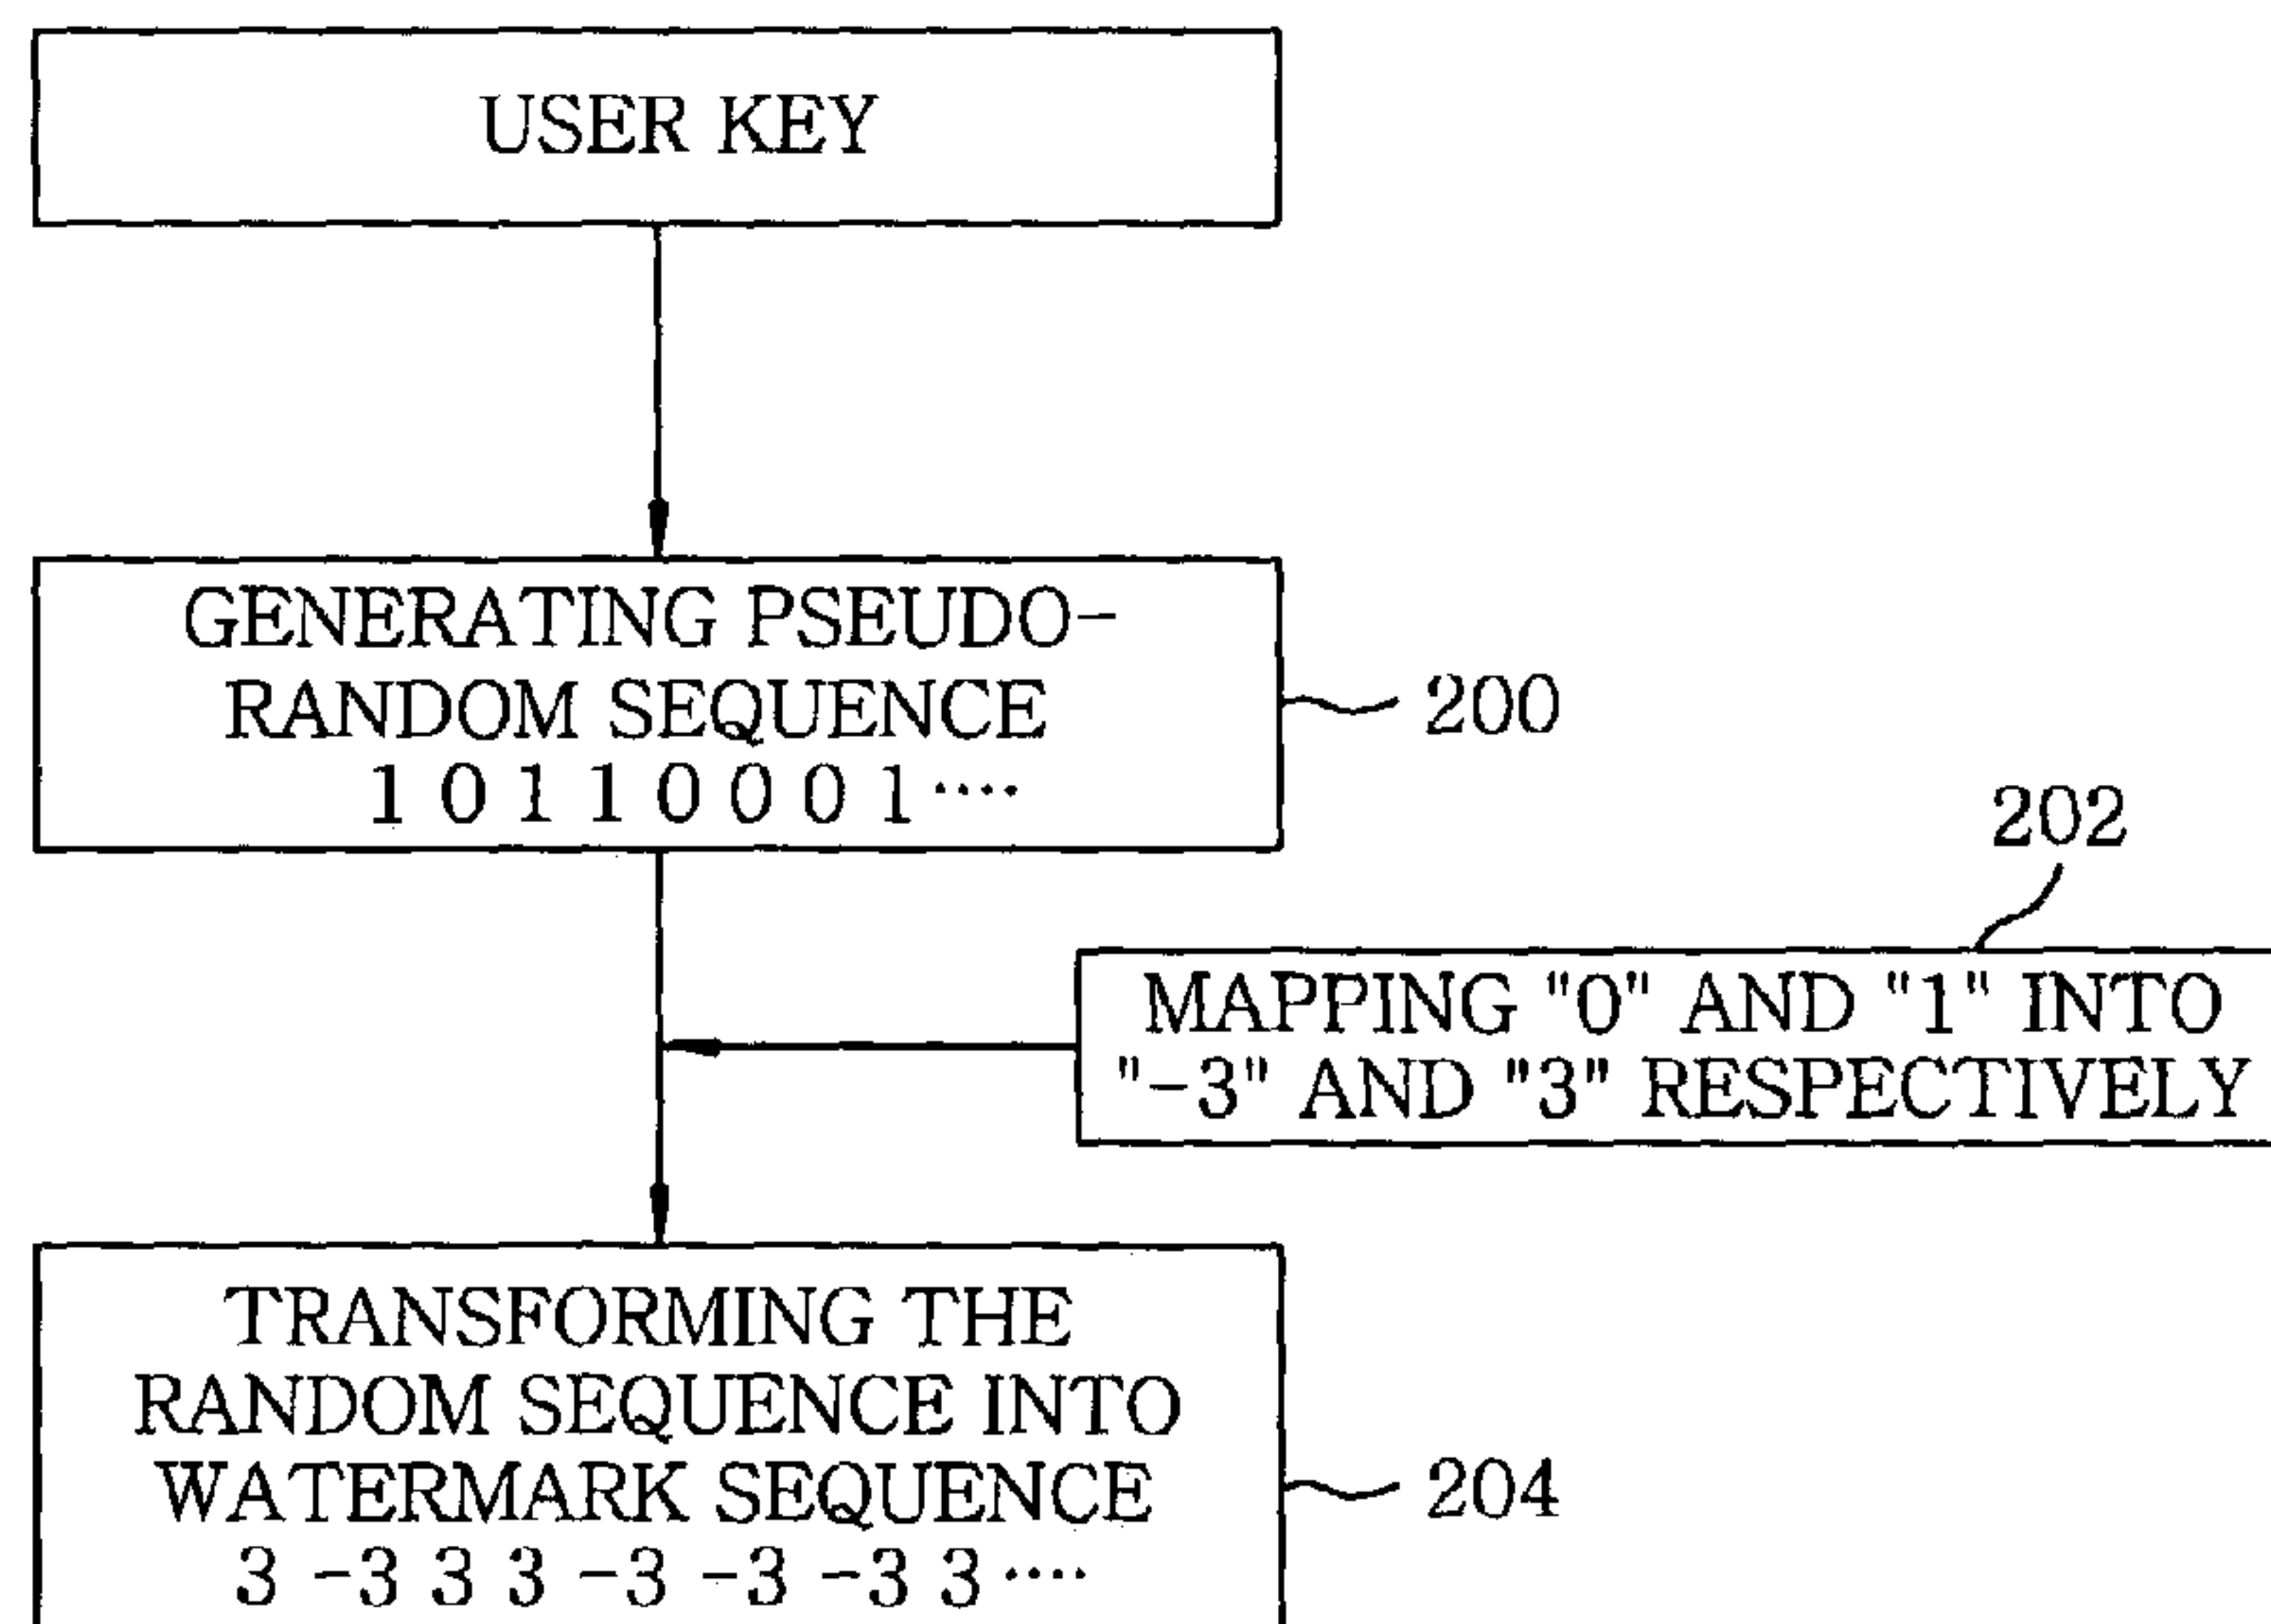 USER KEY
GENERATING PSEUDO-
RANDOM SEQUENCE
1 0 1 1 0 0 0 1 ····
200
202
MAPPING "0" AND "1" INTO
"-3" AND "3" RESPECTIVELY
TRANSFORMING THE
RANDOM SEQUENCE INTO
WATERMARK SEQUENCE
3 -3 3 3 -3 -3 -3 3 ····
204